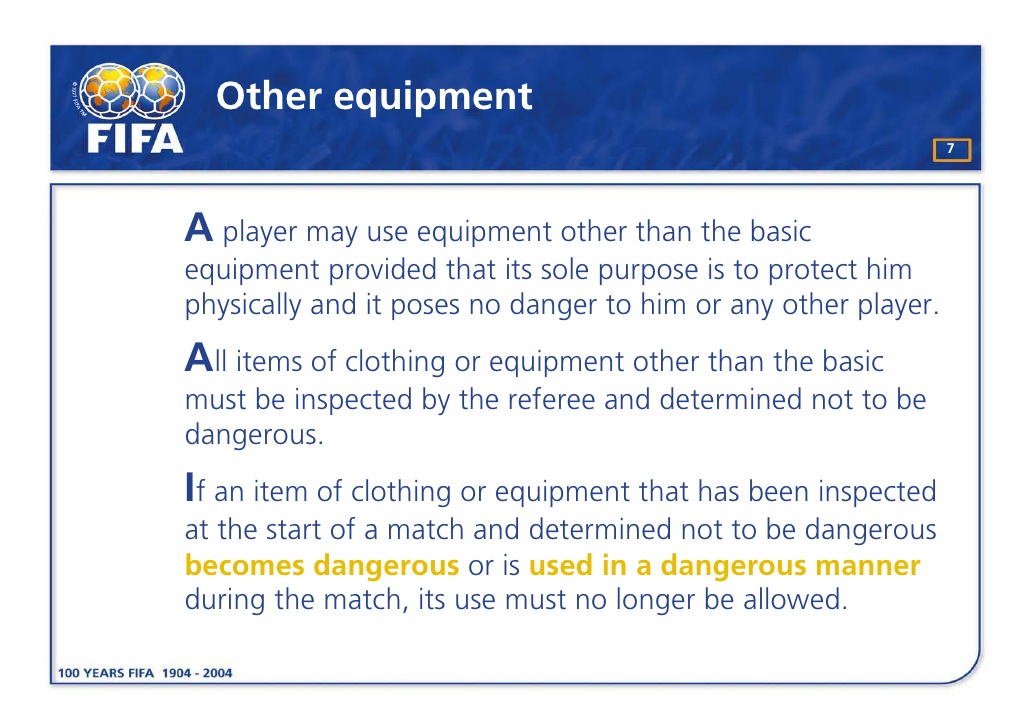 Other equipment
FIFA
7
A player may use equipment other than the basic
equipment provided that its sole purpose is to protect him
physically and it poses no danger to him or any other player.
All items of clothing or equipment other than the basic
must be inspected by the referee and determined not to be
dangerous.
If an item of clothing or equipment that has been inspected
at the start of a match and determined not to be dangerous
becomes dangerous or is used in a dangerous manner
during the match, its use must no longer be allowed.
100 YEARS FIFA 1904 - 2004